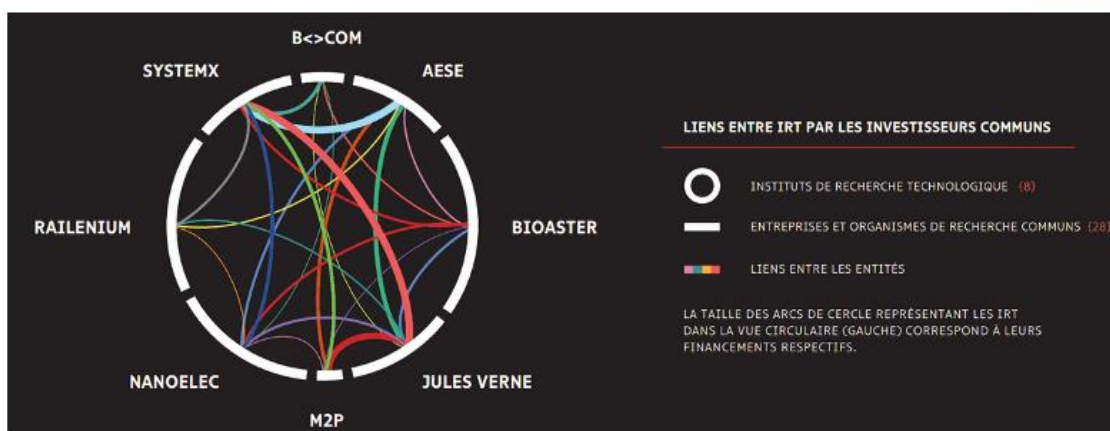 B<>COM
SYSTEMX
AESE
RAILENIUM
BIOASTER
NANOELEC
JULES VERNE
M2P
LIENS ENTRE IRT PAR LES INVESTISSEURS COMMUNS
INSTITUTS DE RECHERCHE TECHNOLOGIQUE (8)
ENTREPRISES ET ORGANISMES DE RECHERCHE COMMUNS (28)
LIENS ENTRE LES ENTITÉS
LA TAILLE DES ARCS DE CERCLE REPRÉSENTANT LES IRT
DANS LA VUE CIRCULAIRE (GAUCHE) CORRESPOND À LEURS
FINANCEMENTS RESPECTIFS.